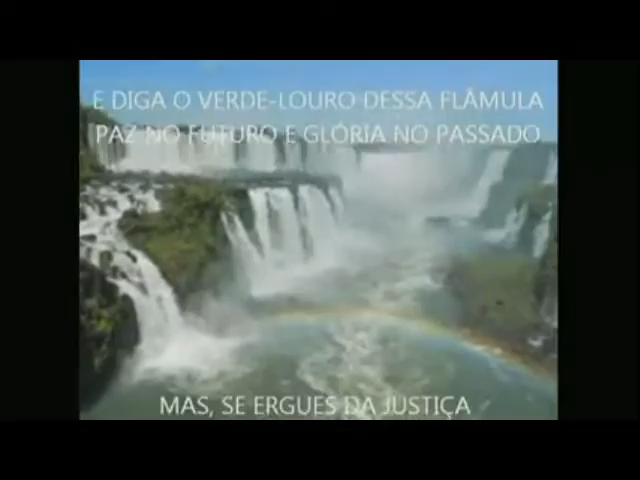 E DIGA O VERDE-LOURO DESSA FLÂMULA
PAZ NO FUTURO E GLÓRIA NO PASSADO
MAS, SE ERGUES DA JUSTIÇA